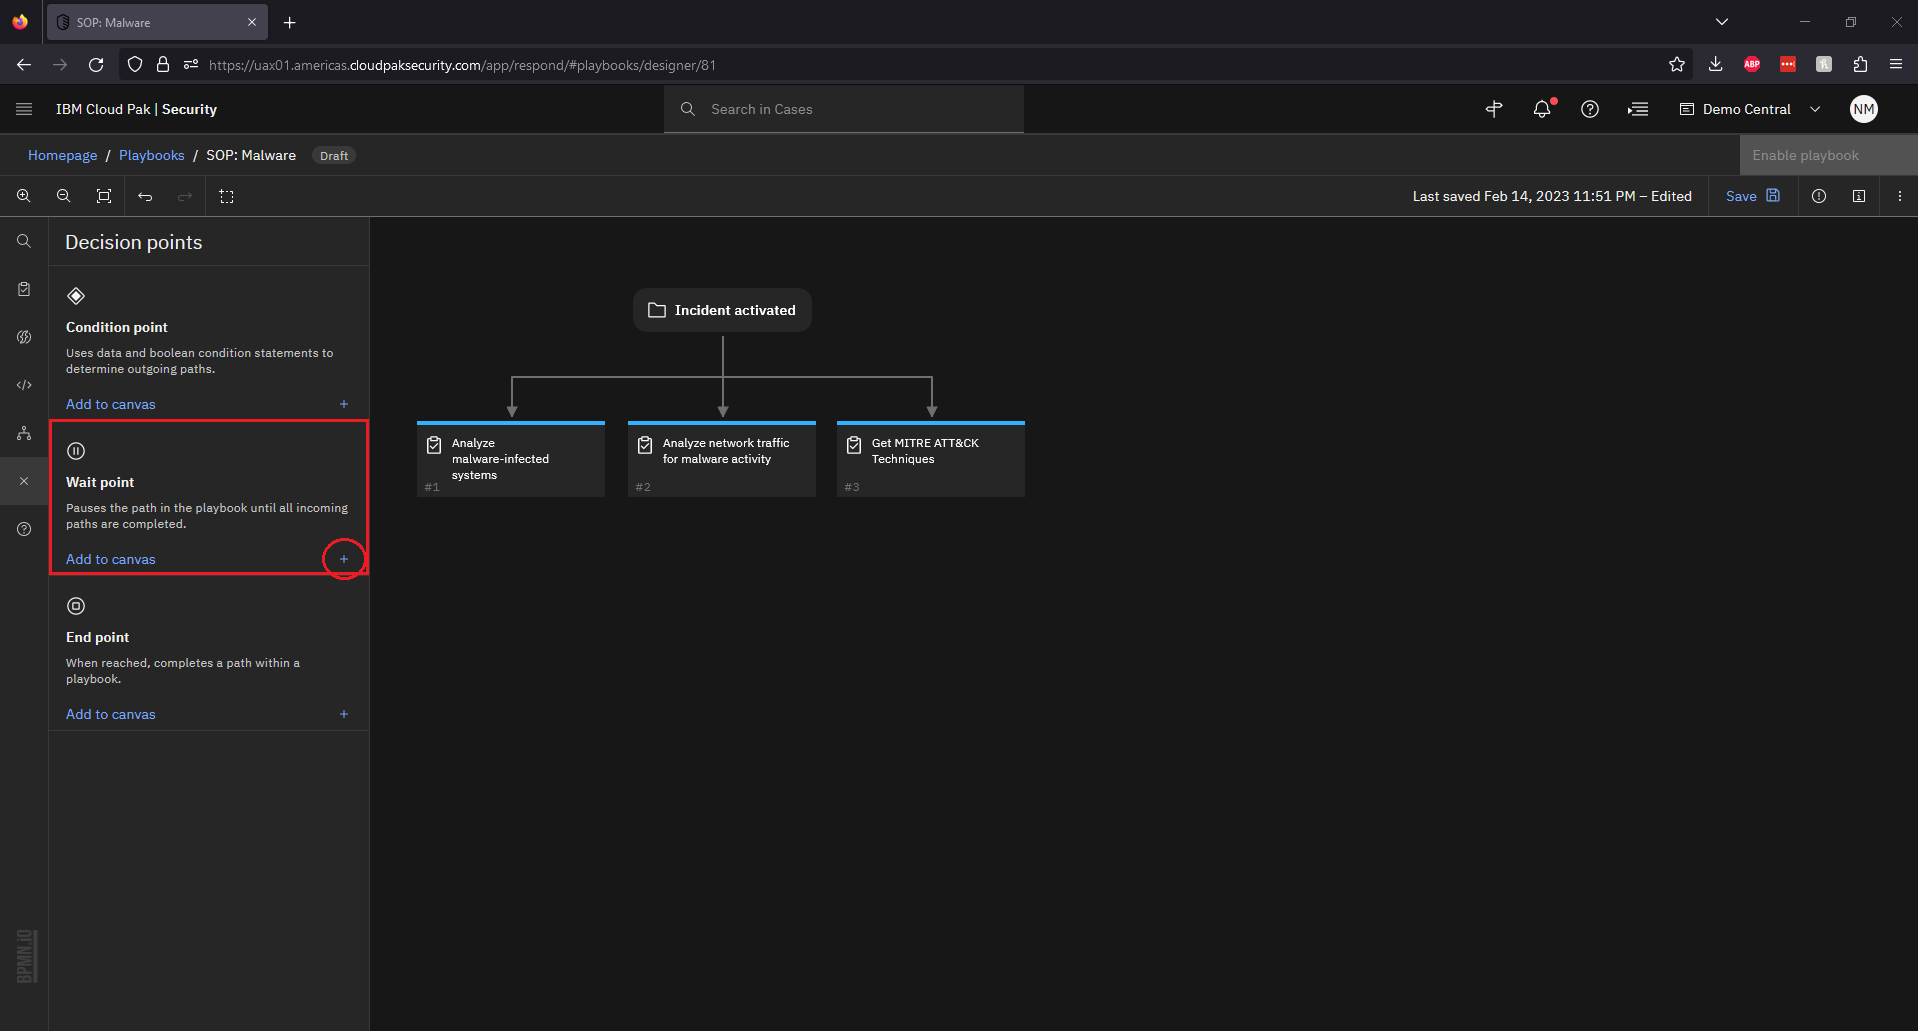 SOP: Malware
https://uax01.americas.cloudpaksecurity.com/app/respond/#playbooks/designer/81
ABP
IBM Cloud Pak | Security
Search in Cases
Demo Central
NM
Homepage / Playbooks / SOP: Malware Draft
Enable playbook
Last saved Feb 14, 2023 11:51 PM – Edited
Save
Decision points
Condition point
Uses data and boolean condition statements to
determine outgoing paths.
Add to canvas +
Wait point
Pauses the path in the playbook until all incoming
paths are completed.
Add to canvas +
End point
When reached, completes a path within a
playbook.
Add to canvas +
Incident activated
Analyze
malware-infected
systems
#1
Analyze network traffic
for malware activity
#2
Get MITRE ATT&CK
Techniques
#3
BPMN.iO